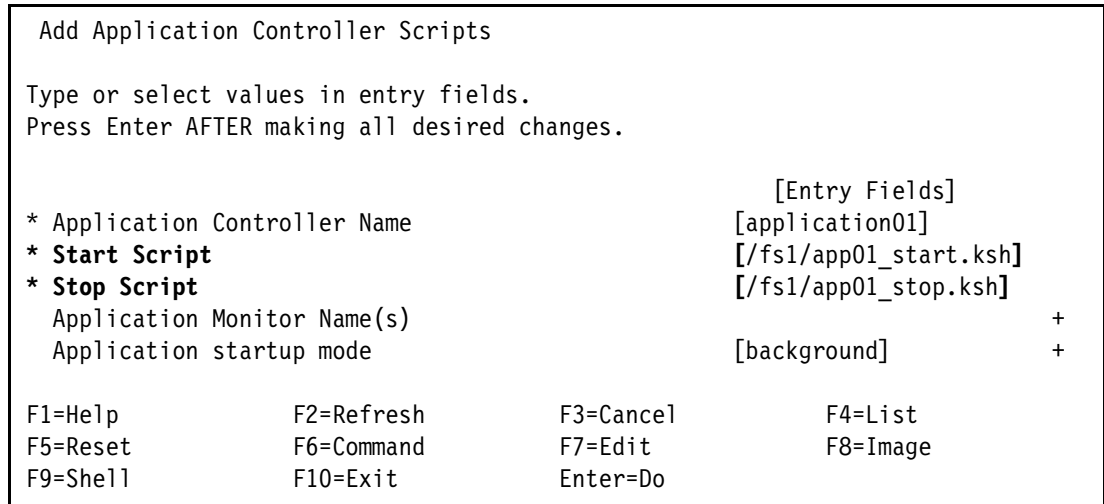 Add Application Controller Scripts
Type or select values in entry fields.
Press Enter AFTER making all desired changes.
[Entry Fields]
* Application Controller Name [application01]
* Start Script [/fs1/app01_start.ksh]
* Stop Script [/fs1/app01_stop.ksh]
Application Monitor Name(s) +
Application startup mode [background] +
F1=Help F2=Refresh F3=Cancel F4=List
F5=Reset F6=Command F7=Edit F8=Image
F9=Shell F10=Exit Enter=Do